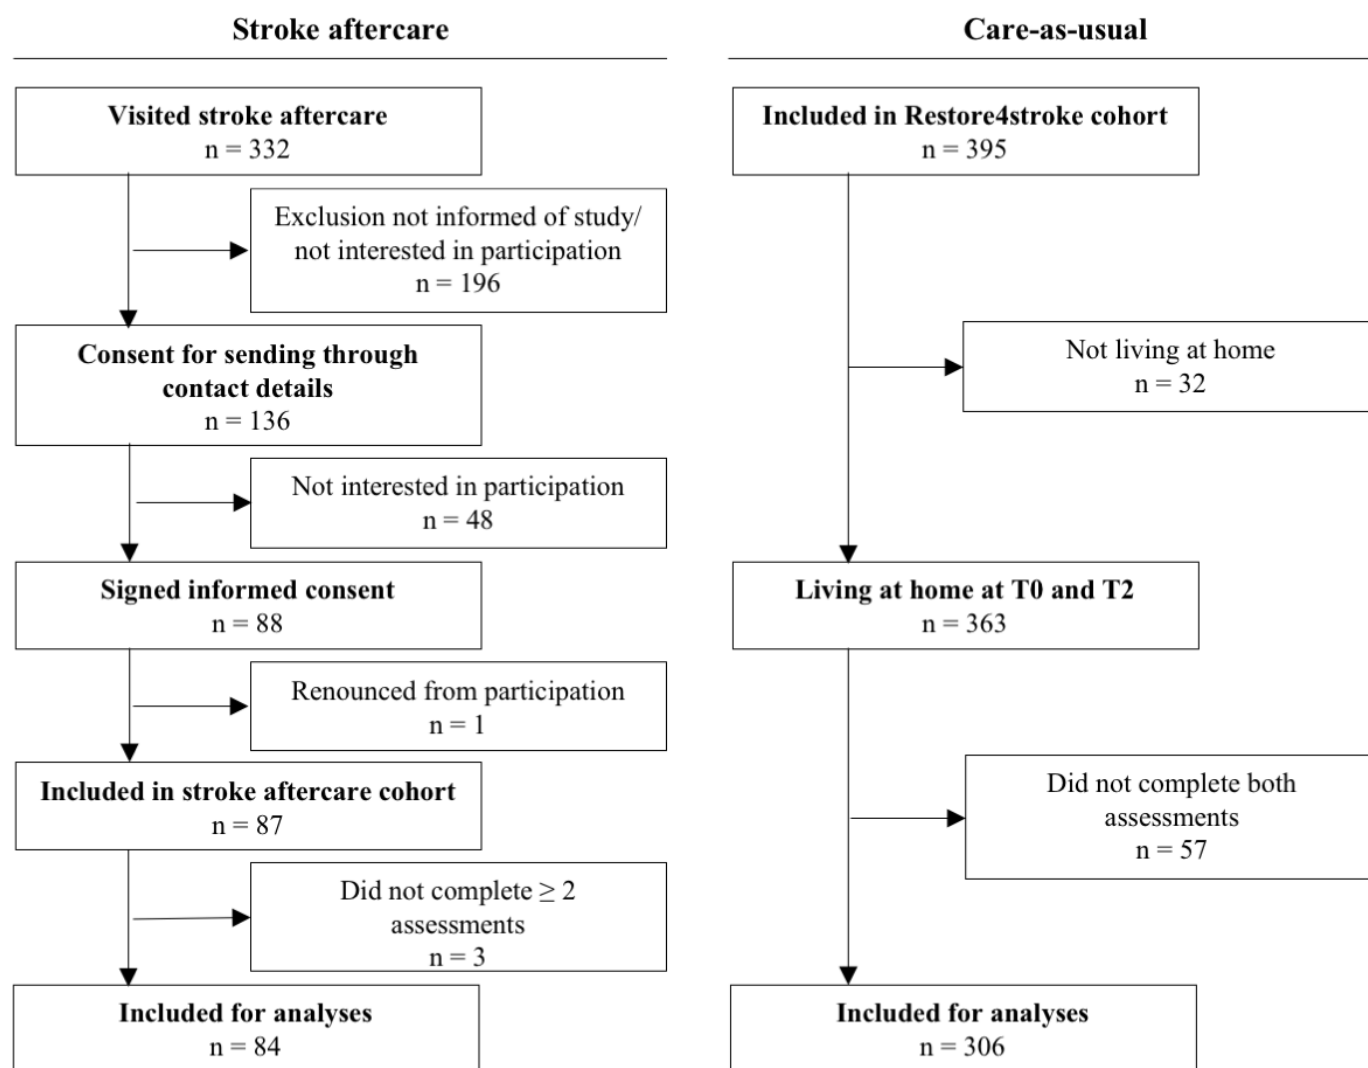 Stroke aftercare
Visited stroke aftercare
n = 332
Exclusion not informed of study/
not interested in participation
n = 196
Consent for sending through
contact details
n = 136
Not interested in participation
n = 48
Signed informed consent
n = 88
Renounced from participation
n = 1
Included in stroke aftercare cohort
n = 87
Did not complete ≥ 2
assessments
n = 3
Included for analyses
n = 84
Care-as-usual
Included in Restore4stroke cohort
n = 395
Not living at home
n = 32
Living at home at T0 and T2
n = 363
Did not complete both
assessments
n = 57
Included for analyses
n = 306